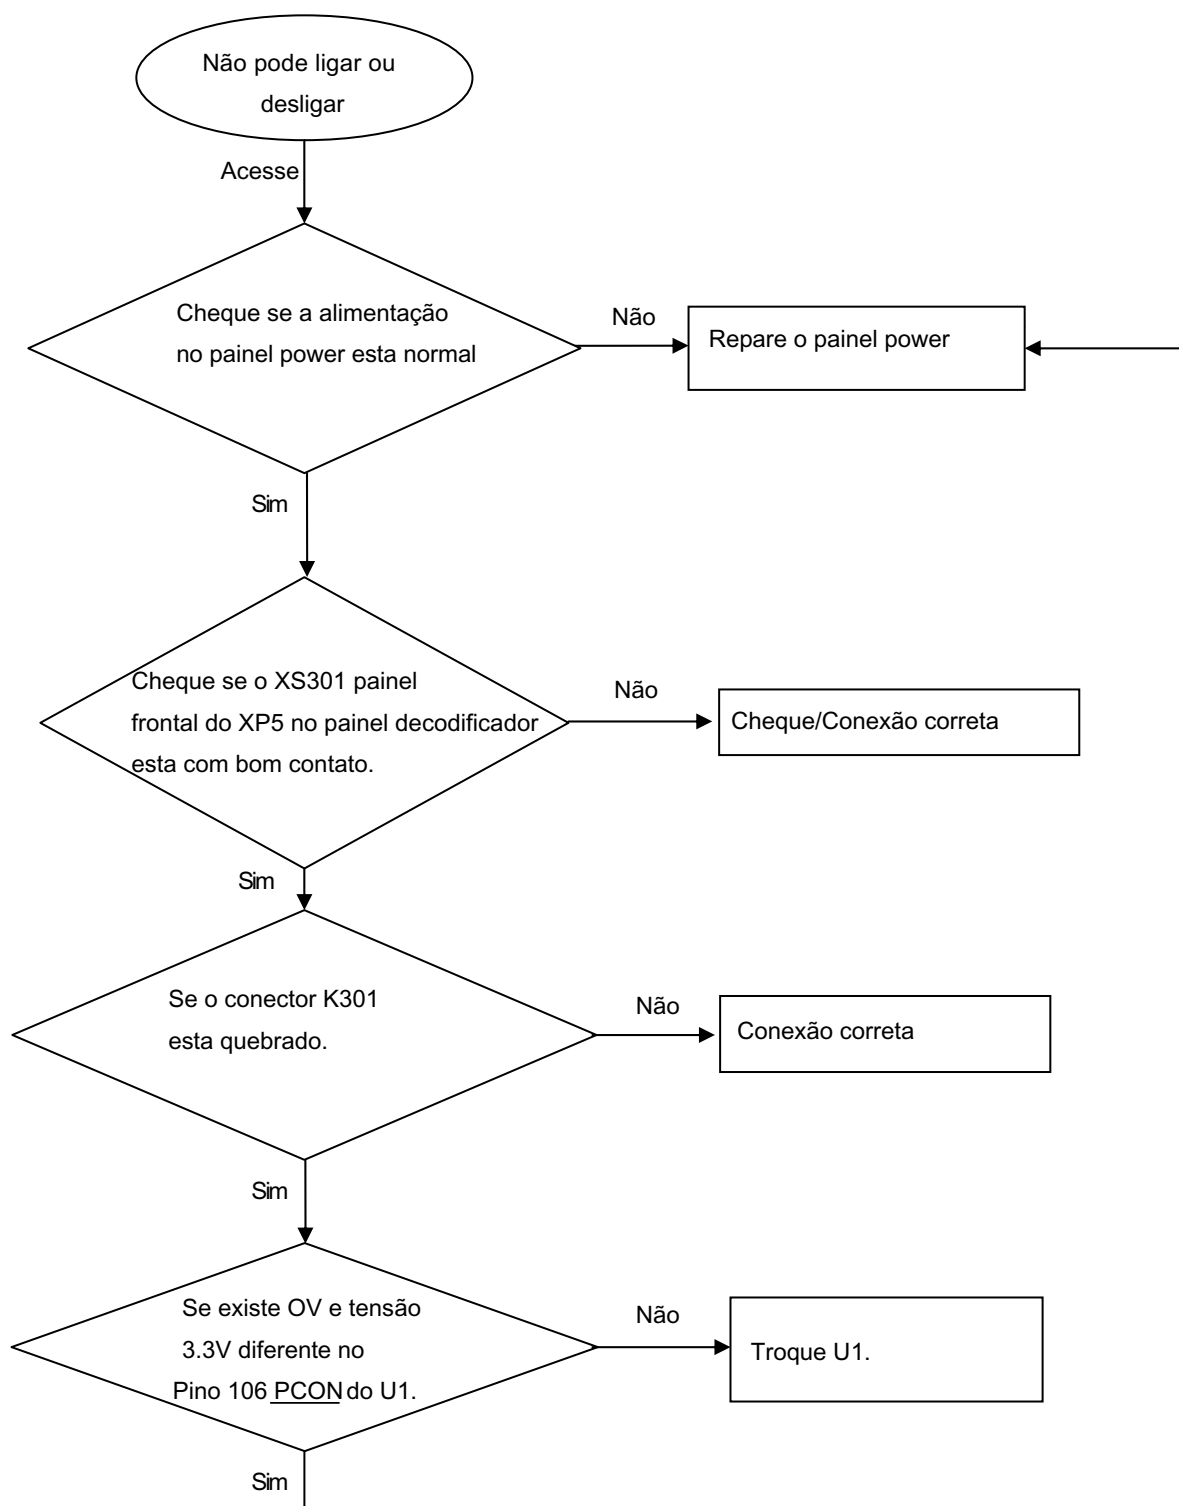 Não pode ligar ou
desligar
Acesse
Cheque se a alimentação
no painel power esta normal
Não
Repare o painel power
Sim
Cheque se o XS301 painel
frontal do XP5 no painel decodificador
esta com bom contato.
Não
Cheque/Conexão correta
Sim
Se o conector K301
esta quebrado.
Não
Conexão correta
Sim
Se existe OV e tensão
3.3V diferente no
Pino 106 PCON do U1.
Não
Troque U1.
Sim